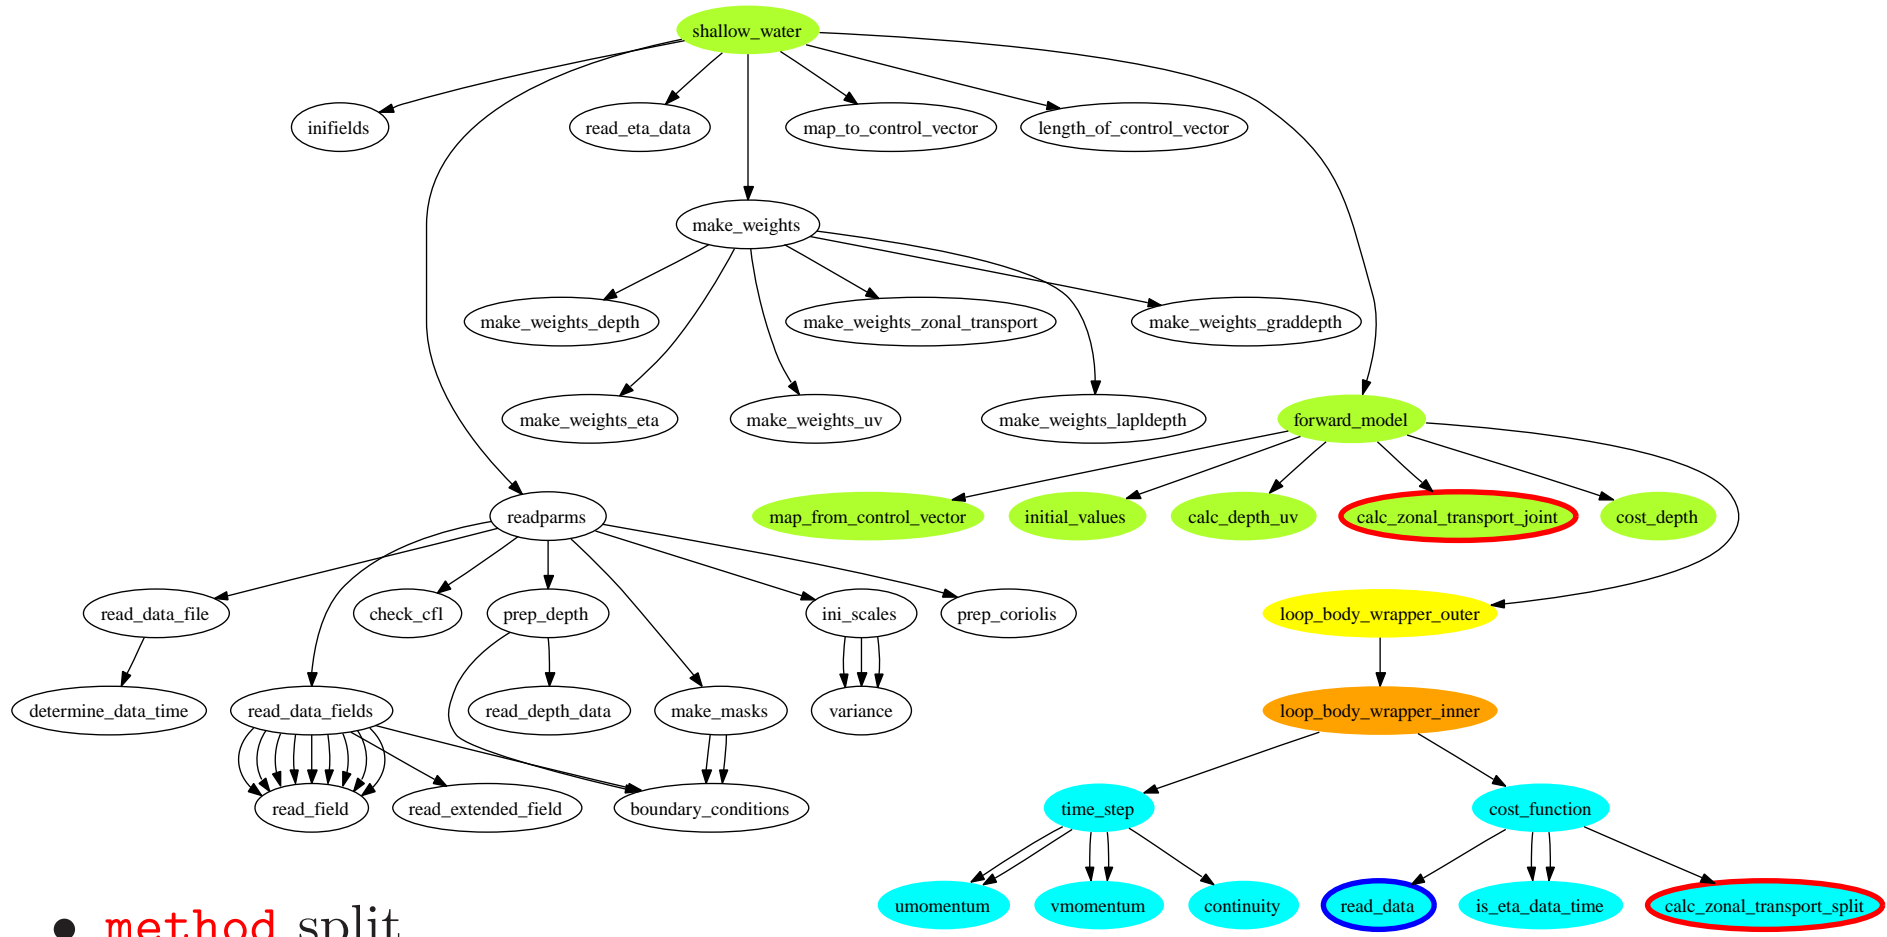 shallow_water
inifields
read_eta_data
map_to_control_vector
length_of_control_vector
make_weights
make_weights_depth
make_weights_zonal_transport
make_weights_graddepth
make_weights_eta
make_weights_uv
make_weights_lapldepth
forward_model
readparms
map_from_control_vector
initial_values
calc_depth_uv
calc_zonal_transport_joint
cost_depth
read_data_file
check_cfl
prep_depth
ini_scales
prep_coriolis
loop_body_wrapper_outer
determine_data_time
read_data_fields
read_depth_data
make_masks
variance
loop_body_wrapper_inner
read_field
read_extended_field
boundary_conditions
time_step
cost_function
umomentum
vmomentum
continuity
read_data
is_eta_data_time
calc_zonal_transport_split
• method split